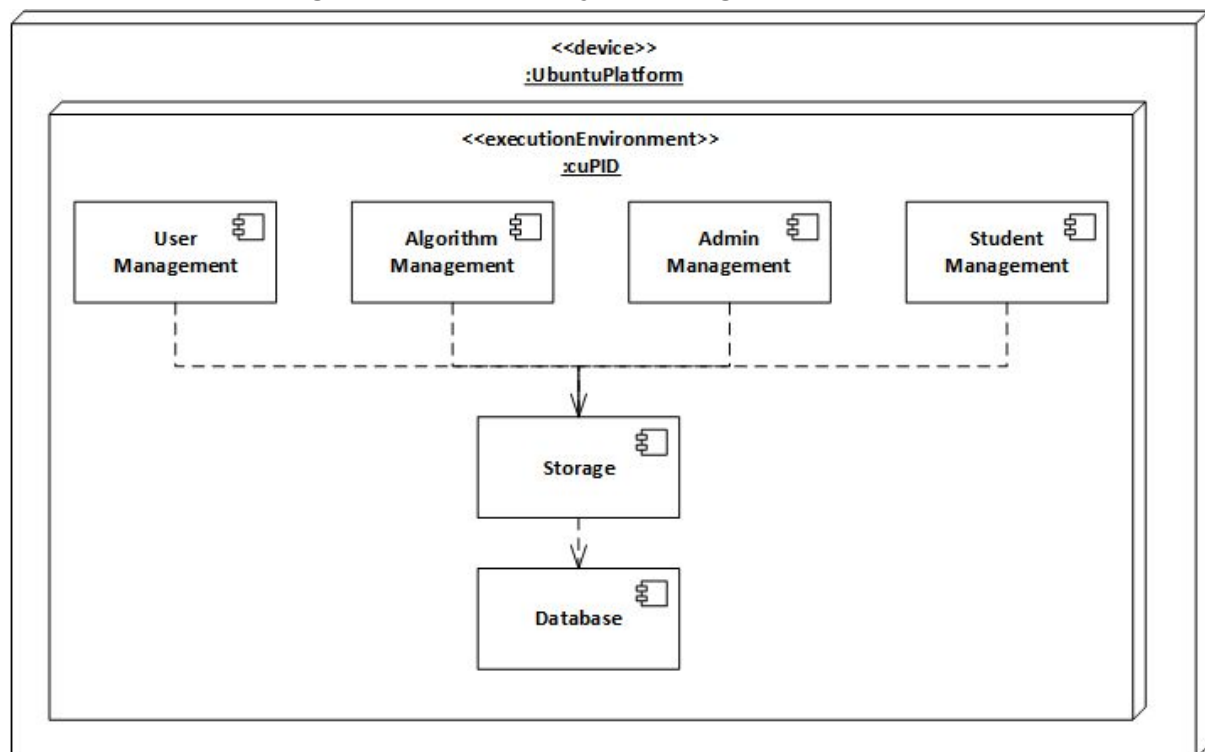 <<device>>
:UbuntuPlatform
<<executionEnvironment>>
:cuPID
User
Management
Algorithm
Management
Admin
Management
Student
Management
Storage
Database